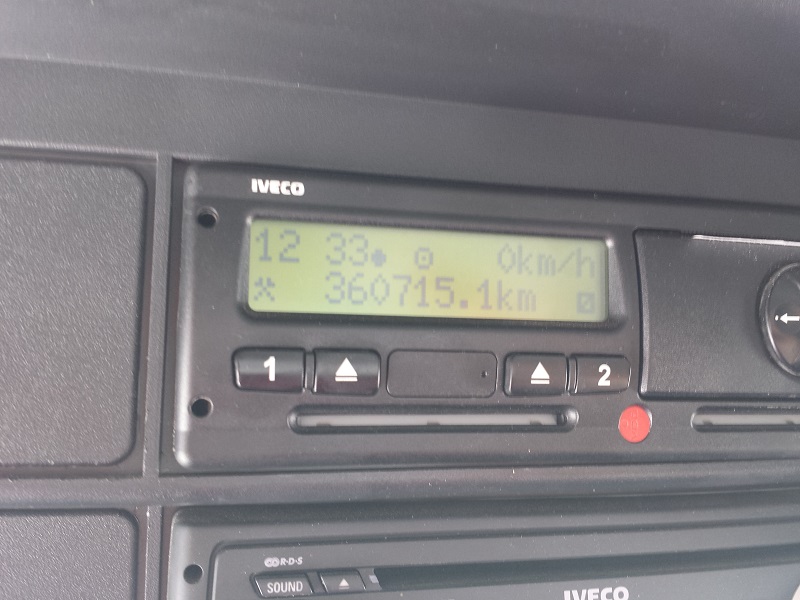 IVECO
12 33 0km/h
360715.1km
1 2
R·D·S
SOUND
IVECO